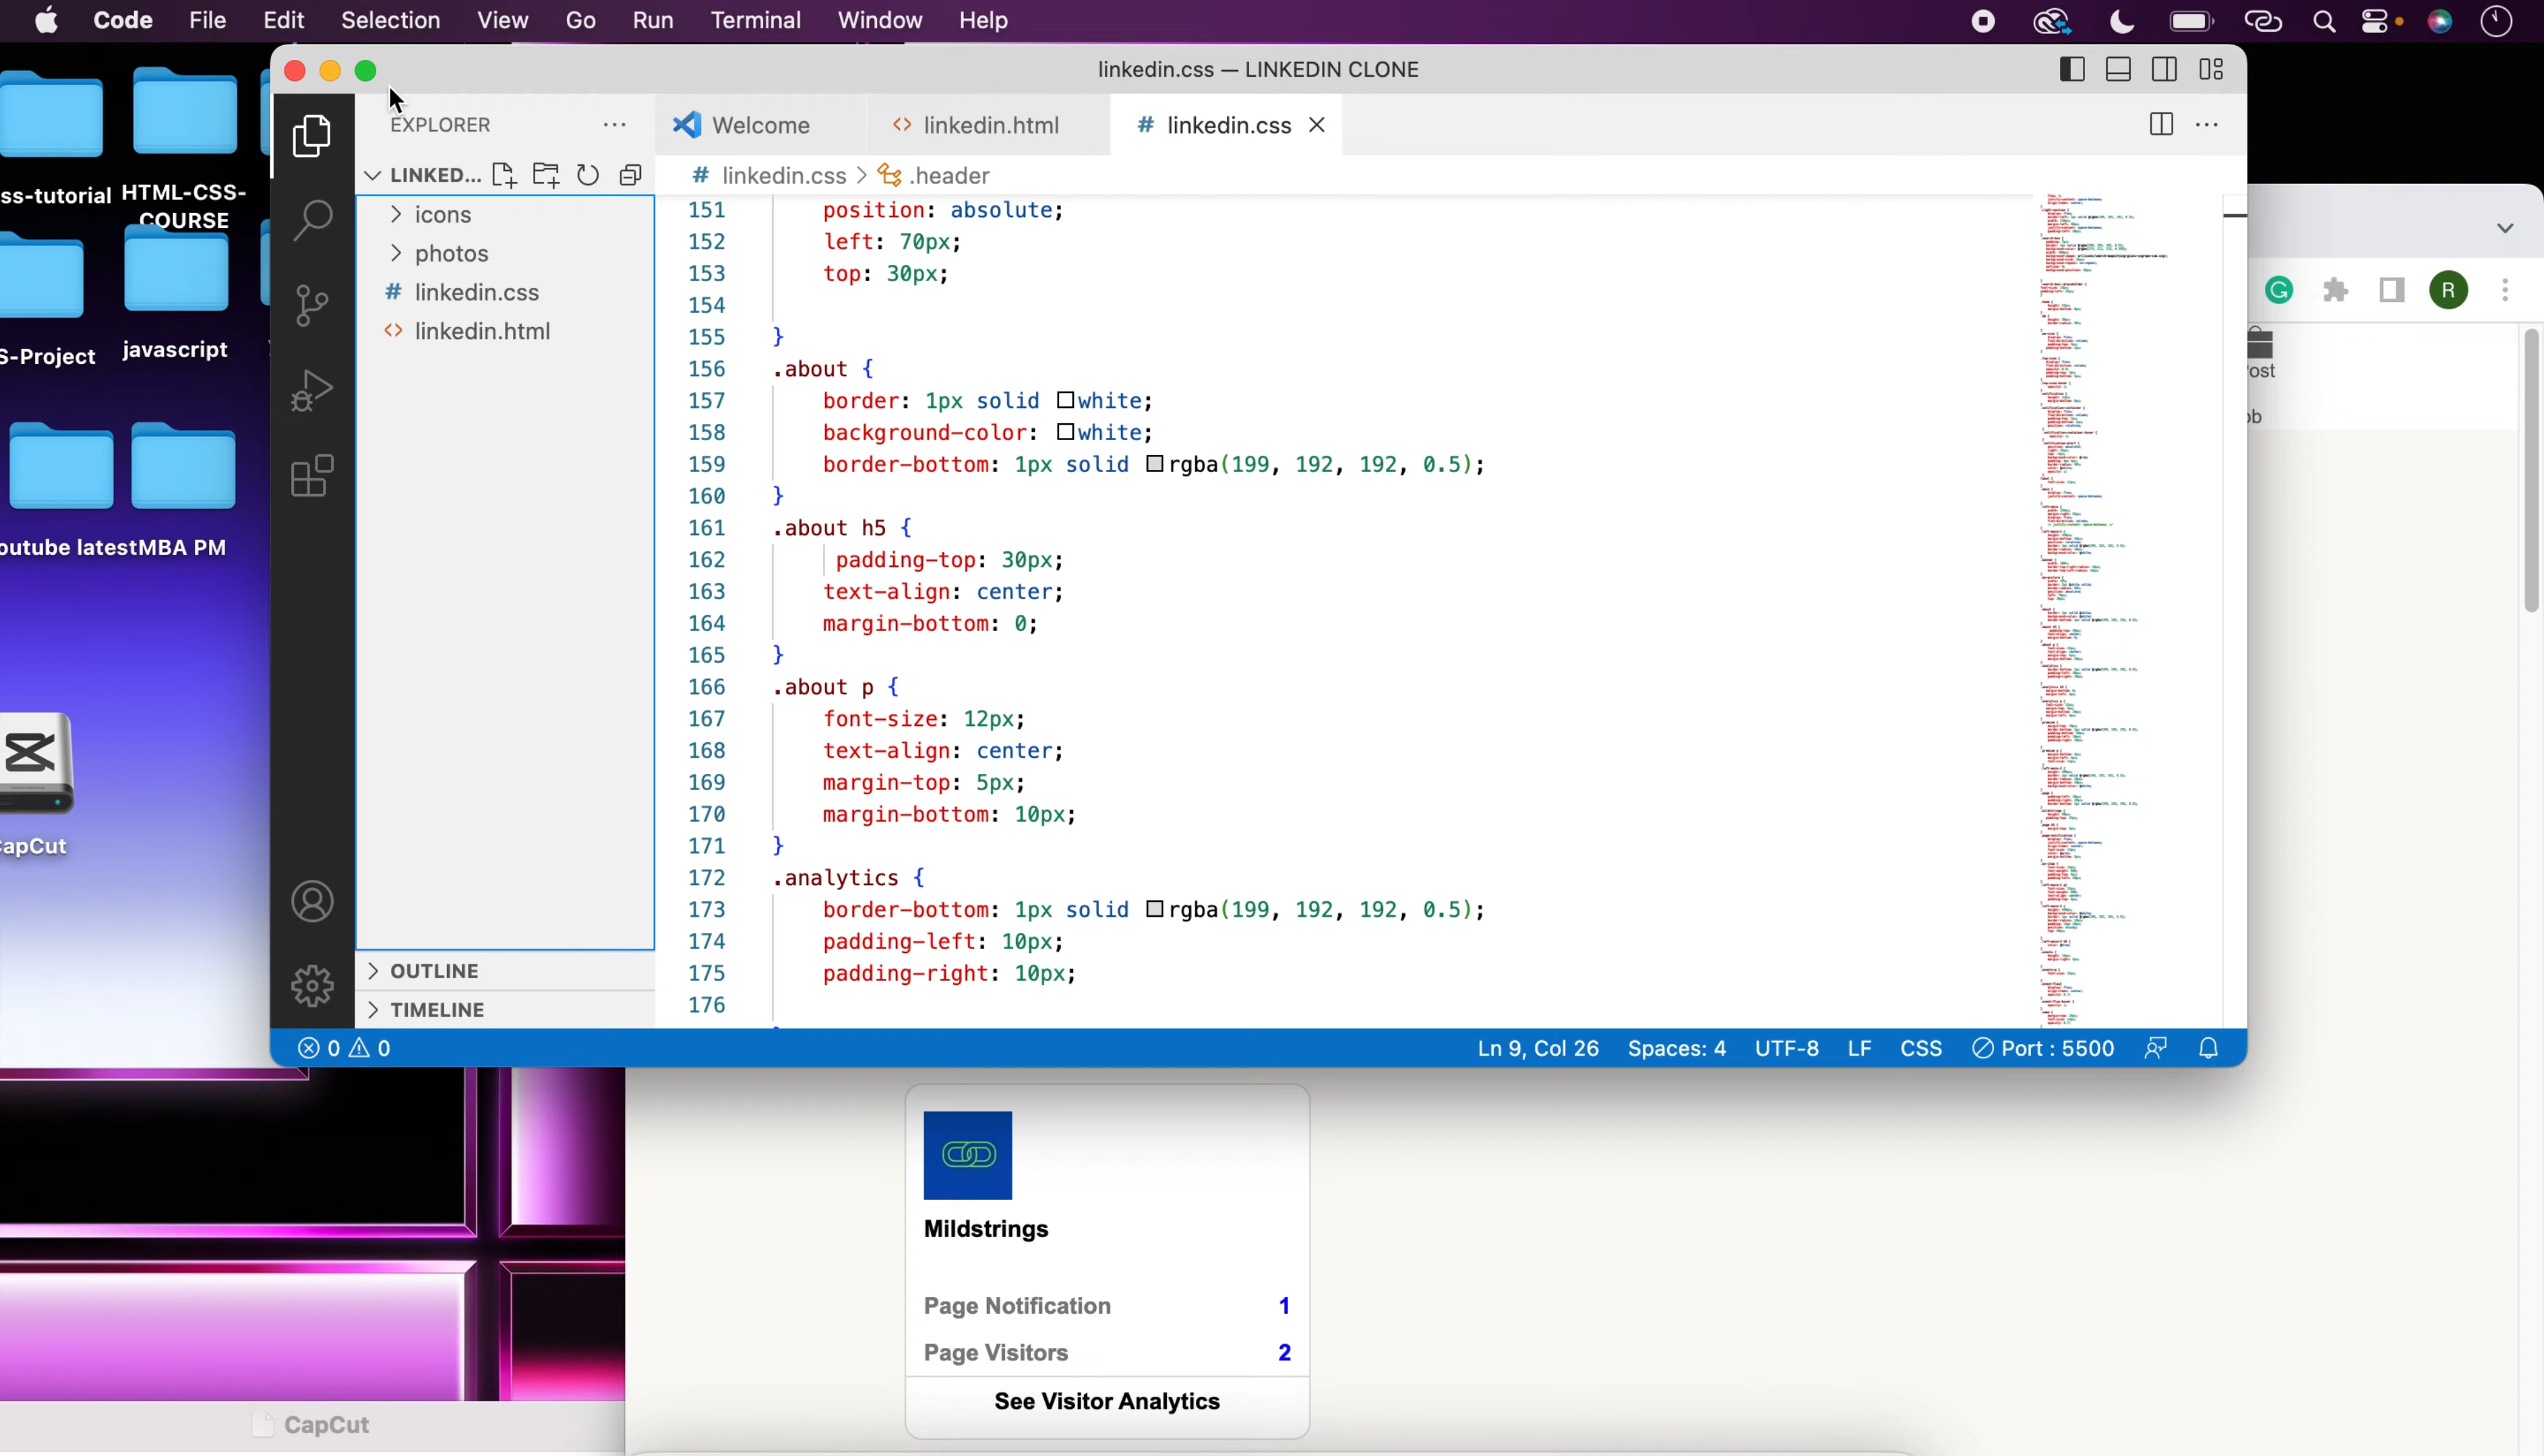 Code File Edit Selection View Go Run Terminal Window Help
linkedin.css — LINKEDIN CLONE
ss-tutorial
HTML-CSS-
COURSE
S-Project
javascript
outube latest
MBA PM
apCut
EXPLORER
LINKED...
icons
photos
# linkedin.css
<> linkedin.html
OUTLINE
TIMELINE
Welcome
<> linkedin.html
# linkedin.css
# linkedin.css > .header
151 position: absolute;
152 left: 70px;
153 top: 30px;
154
155 }
156 .about {
157 border: 1px solid white;
158 background-color: white;
159 border-bottom: 1px solid rgba(199, 192, 192, 0.5);
160 }
161 .about h5 {
162 padding-top: 30px;
163 text-align: center;
164 margin-bottom: 0;
165 }
166 .about p {
167 font-size: 12px;
168 text-align: center;
169 margin-top: 5px;
170 margin-bottom: 10px;
171 }
172 .analytics {
173 border-bottom: 1px solid rgba(199, 192, 192, 0.5);
174 padding-left: 10px;
175 padding-right: 10px;
176
0 0
Ln 9, Col 26 Spaces: 4 UTF-8 LF CSS Port : 5500
R
ost
ob
Mildstrings
Page Notification 1
Page Visitors 2
See Visitor Analytics
CapCut